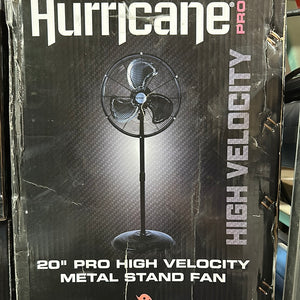 Hurricane®
PRO
HIGH VELOCITY
20" PRO HIGH VELOCITY
METAL STAND FAN